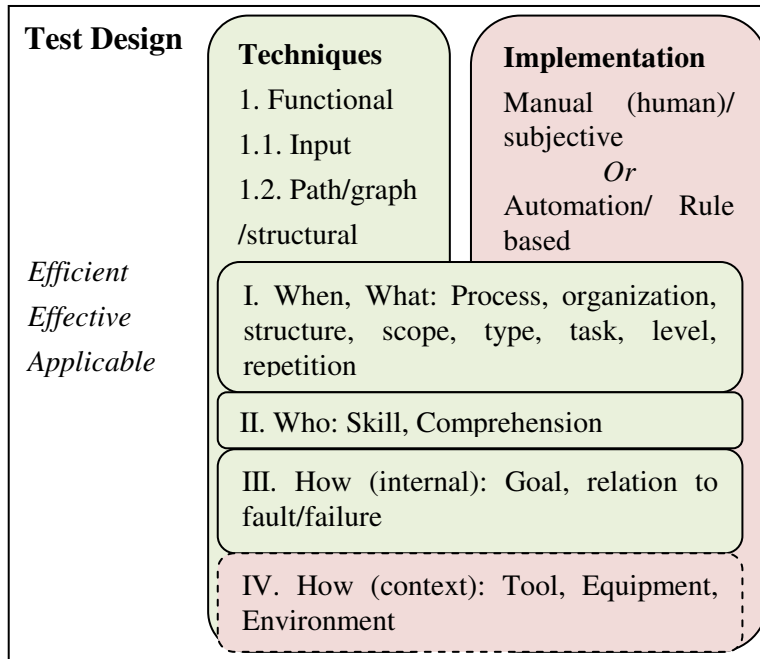 Test Design
Techniques
1. Functional
1.1. Input
1.2. Path/graph
/structural
Implementation
Manual (human)/
subjective
Or
Automation/ Rule
based
Efficient
Effective
Applicable
I. When, What: Process, organization,
structure, scope, type, task, level,
repetition
II. Who: Skill, Comprehension
III. How (internal): Goal, relation to
fault/failure
IV. How (context): Tool, Equipment,
Environment